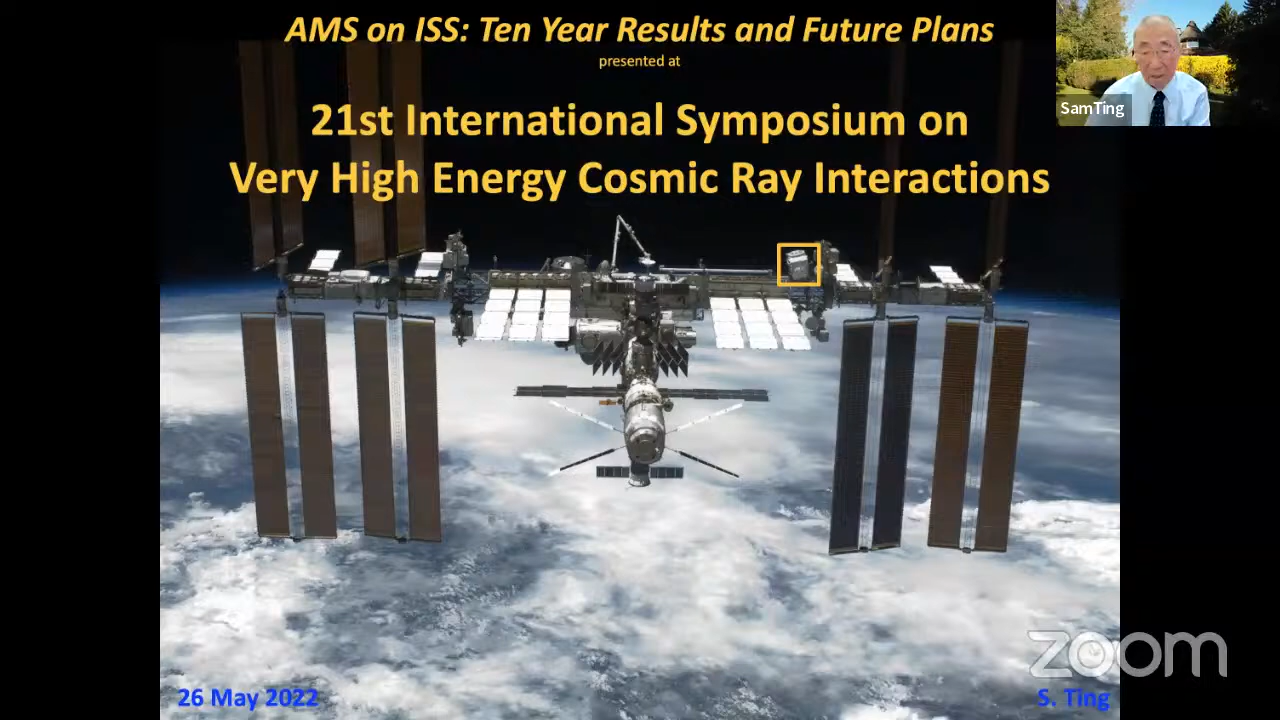 AMS on ISS: Ten Year Results and Future Plans
presented at
21st International Symposium on
Very High Energy Cosmic Ray Interactions
SamTing
zoom
26 May 2022
S. Ting